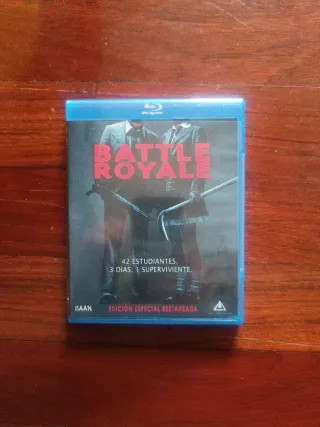 BATTLE
ROYALE
42 ESTUDIANTES.
3 DÍAS. 1 SUPERVIVIENTE.
EDICIÓN ESPECIAL RESTAURADA